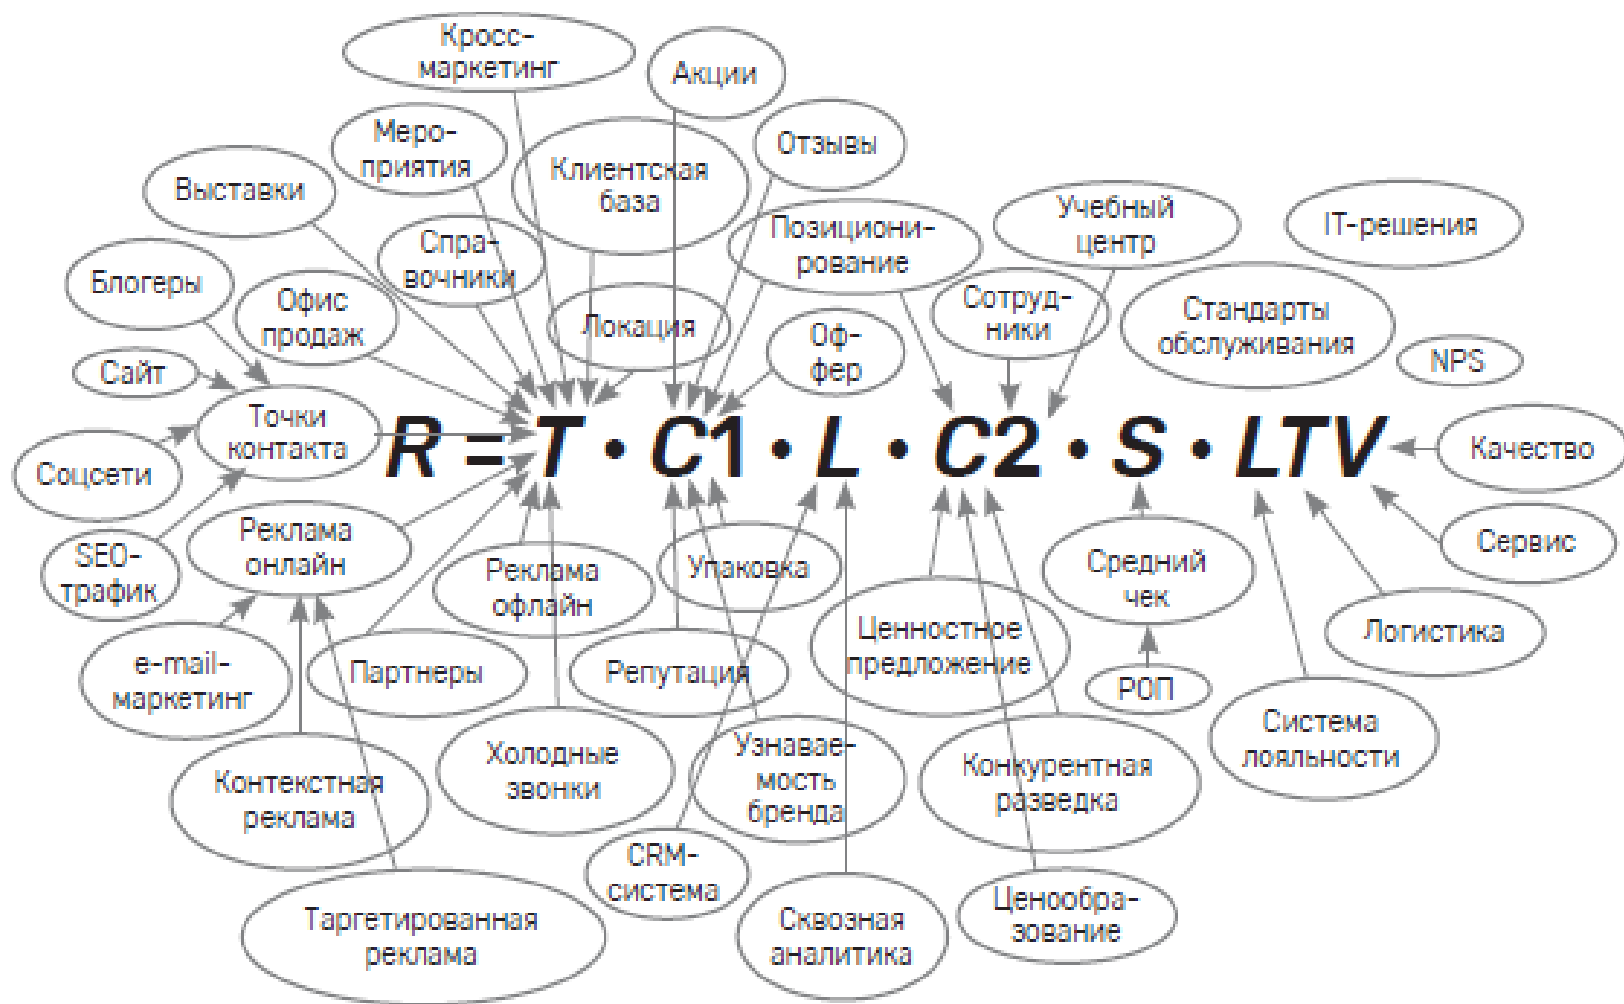 Кросс-
маркетинг
Акции
Меро-
приятия
Клиентская
база
Отзывы
Выставки
Спра-
вочники
Позициони-
рование
Учебный
центр
IT-решения
Блогеры
Офис
продаж
Локация
Оф-
фер
Сотруд-
ники
Стандарты
обслуживания
NPS
Сайт
Точки
контакта
R = T • C1 • L • C2 • S • LTV
Качество
Соцсети
SEO-
трафик
Реклама
онлайн
Реклама
офлайн
Упаковка
Средний
чек
Сервис
e-mail-
маркетинг
Партнеры
Репутация
Ценностное
предложение
РОП
Логистика
Контекстная
реклама
Холодные
звонки
Узнавае-
мость
бренда
Конкурентная
разведка
Система
лояльности
Таргетированная
реклама
CRM-
система
Сквозная
аналитика
Ценообра-
зование